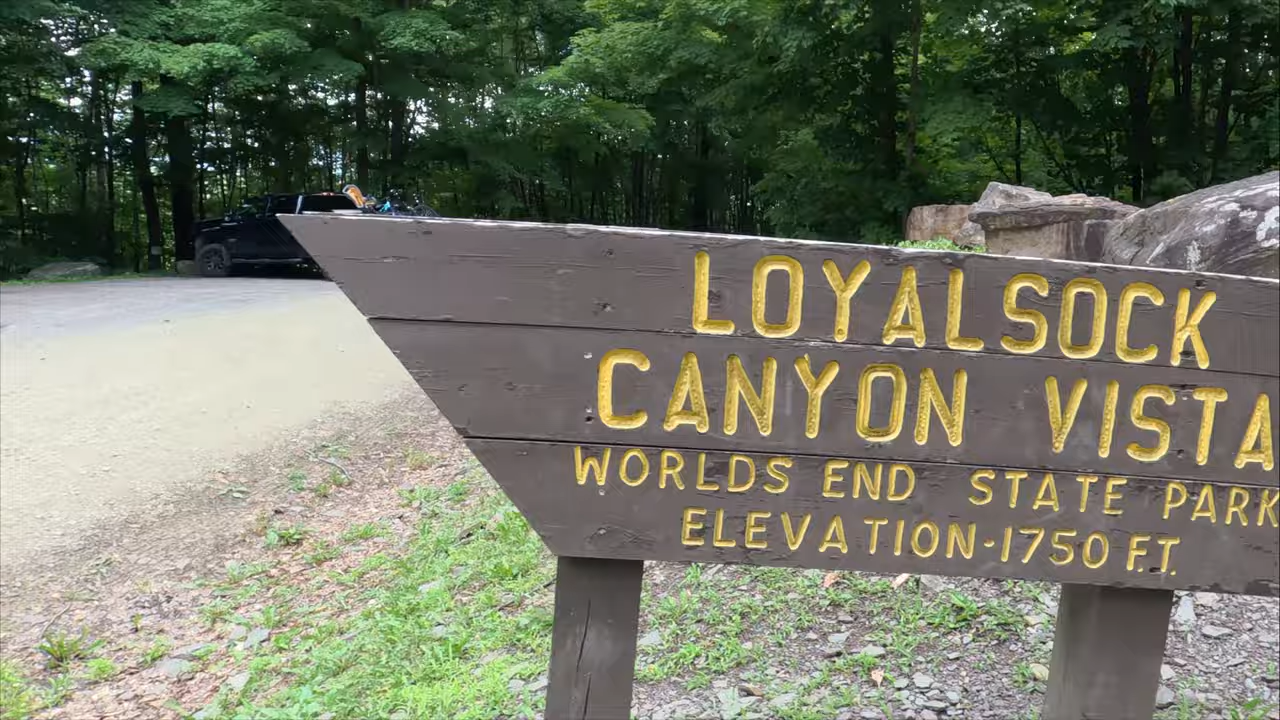 LOYALSOCK
CANYON VISTA
WORLDS END STATE PARK
ELEVATION-1750 FT.